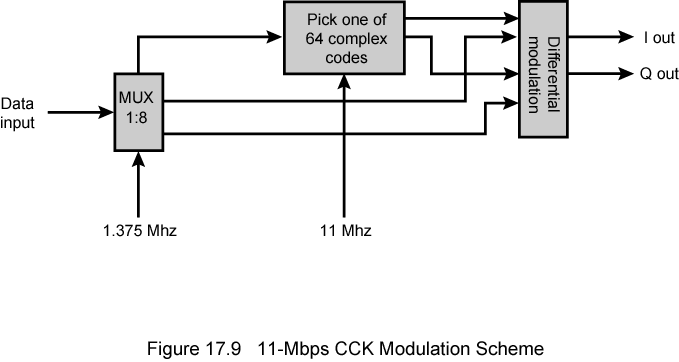 Pick one of
64 complex
codes
Differential
modulation
I out
Q out
Data
input
MUX
1:8
1.375 Mhz
11 Mhz
Figure 17.9 11-Mbps CCK Modulation Scheme